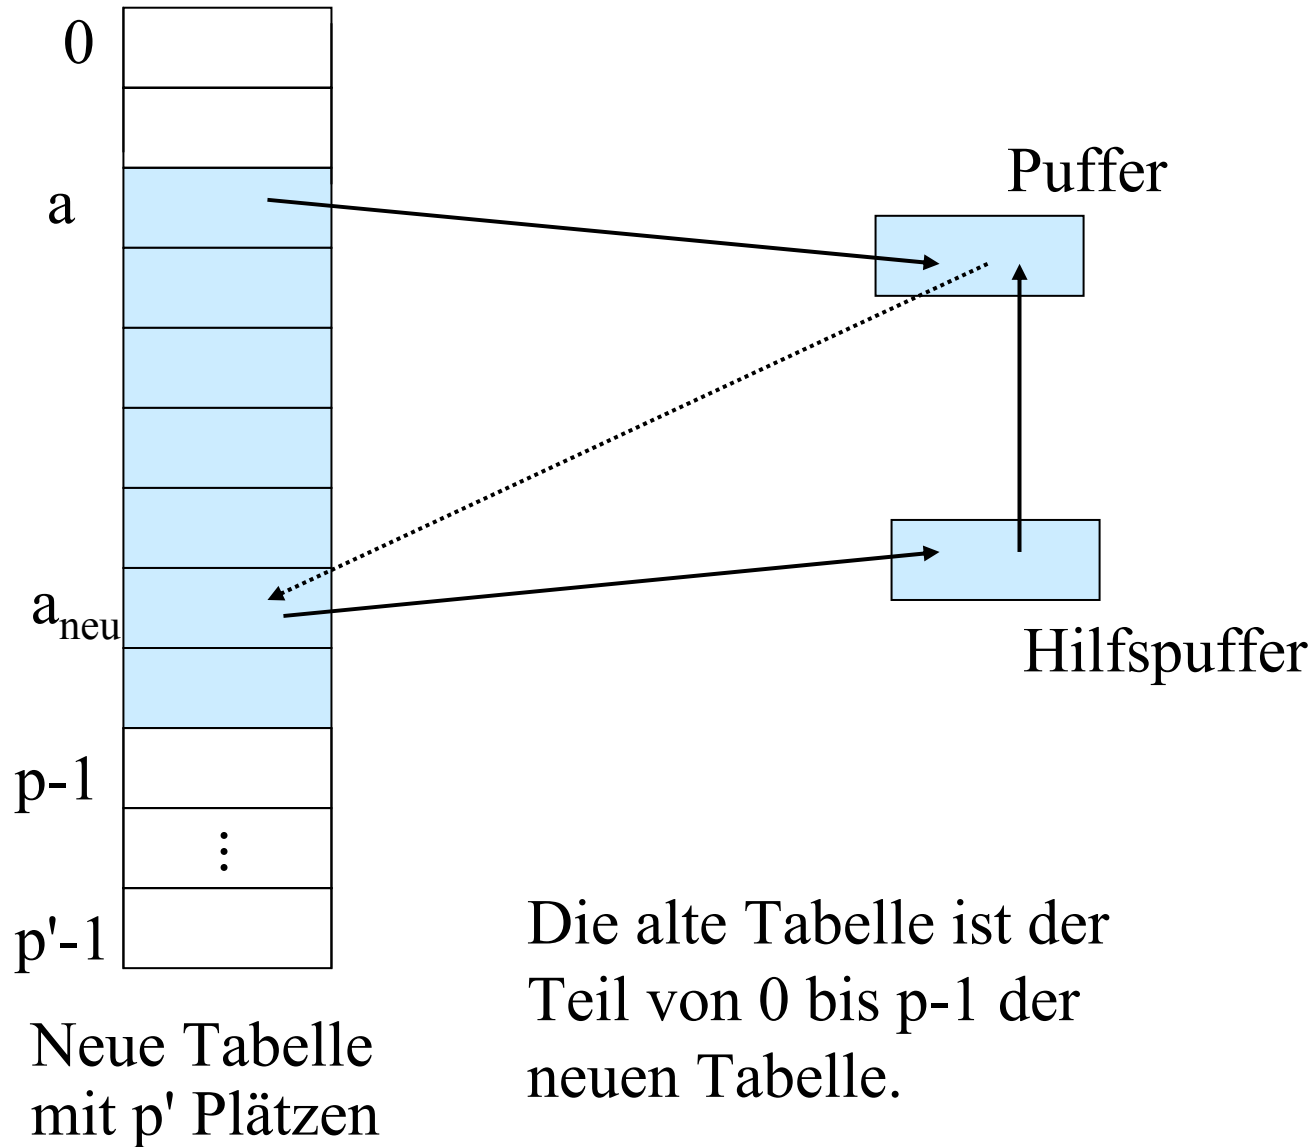 0
Puffer
a
a_neu
Hilfspuffer
p-1
⋮
p'-1
Die alte Tabelle ist der
Teil von 0 bis p-1 der
neuen Tabelle.
Neue Tabelle
mit p' Plätzen